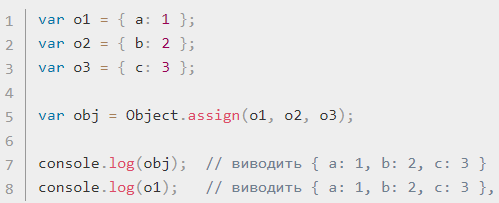 1 var o1 = { a: 1 };
2 var o2 = { b: 2 };
3 var o3 = { c: 3 };
4
5 var obj = Object.assign(o1, o2, o3);
6
7 console.log(obj);  // виводить { a: 1, b: 2, c: 3 }
8 console.log(o1);   // виводить { a: 1, b: 2, c: 3 },